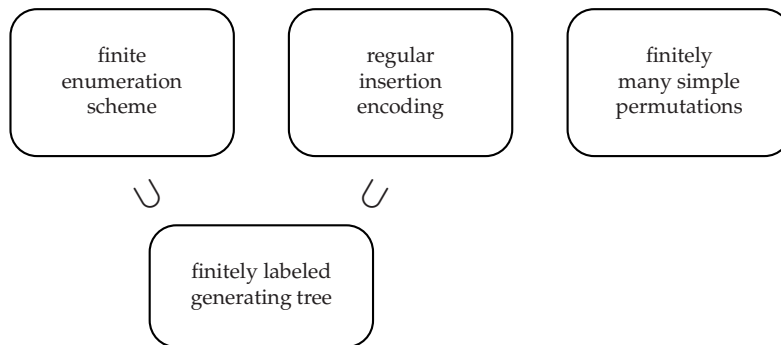 finite
enumeration
scheme
regular
insertion
encoding
finitely
many simple
permutations
⊂
⊂
finitely labeled
generating tree